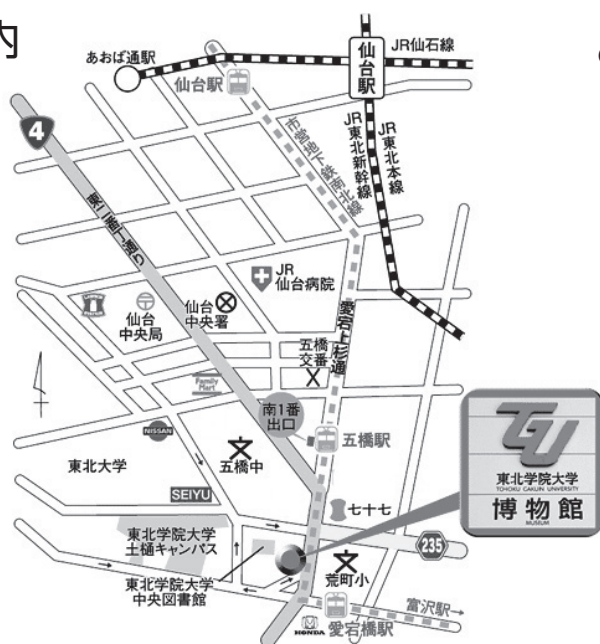 内
あおば通駅
仙台駅
JR仙石線
仙台駅
4
市営地下鉄南北線
JR東北新幹線
JR東北本線
東二番丁通り
JR
仙台病院
仙台
中央局
仙台
中央署
愛宕上杉通
五橋
交番
Family
Mart
南1番
出口
NISSAN
五橋駅
五橋中
東北大学
SEIYU
七十七
TGU
東北学院大学
TOHOKU GAKUIN UNIVERSITY
博物館
MUSEUM
東北学院大学
土樋キャンパス
235
荒町小
東北学院大学
中央図書館
富沢駅→
HONDA
愛宕橋駅